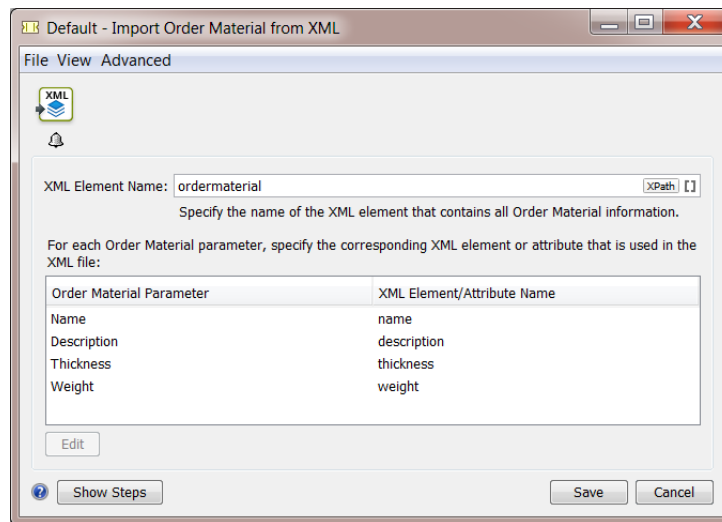 Default - Import Order Material from XML
File View Advanced
XML
XML Element Name: ordermaterial XPath [ ]
Specify the name of the XML element that contains all Order Material information.
For each Order Material parameter, specify the corresponding XML element or attribute that is used in the
XML file:
Order Material Parameter XML Element/Attribute Name
Name name
Description description
Thickness thickness
Weight weight
Edit
? Show Steps Save Cancel